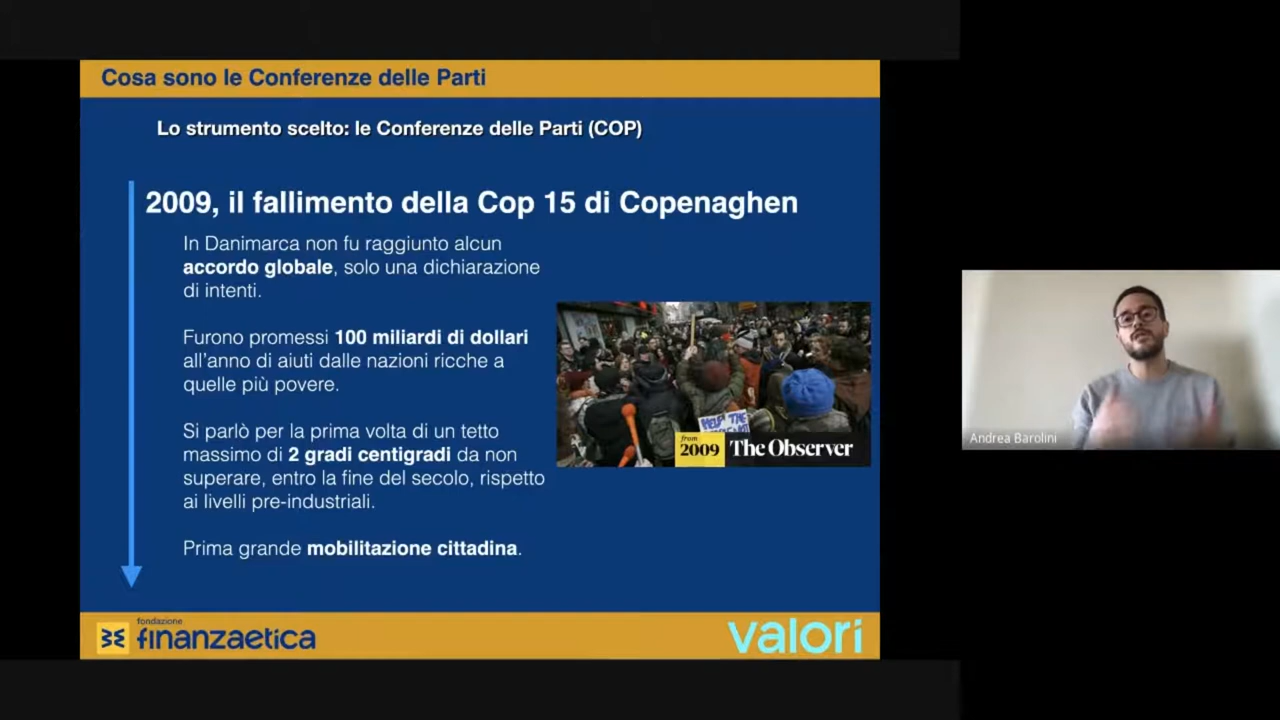 Cosa sono le Conferenze delle Parti
Lo strumento scelto: le Conferenze delle Parti (COP)
2009, il fallimento della Cop 15 di Copenaghen
In Danimarca non fu raggiunto alcun
accordo globale, solo una dichiarazione
di intenti.
Furono promessi 100 miliardi di dollari
all'anno di aiuti dalle nazioni ricche a
quelle più povere.
Si parlò per la prima volta di un tetto
massimo di 2 gradi centigradi da non
superare, entro la fine del secolo, rispetto
ai livelli pre-industriali.
Prima grande mobilitazione cittadina.
HELP THE
from
2009 The Observer
Andrea Barolini
fondazione
finanzaetica
valori